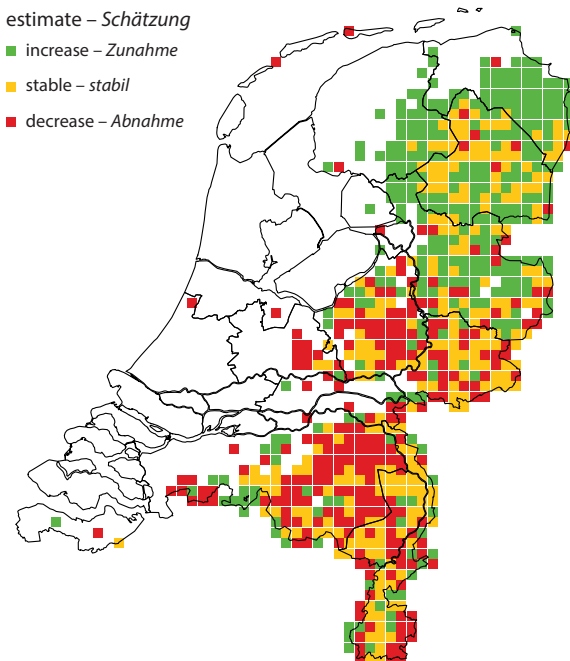 estimate – Schätzung
increase – Zunahme
stable – stabil
decrease – Abnahme